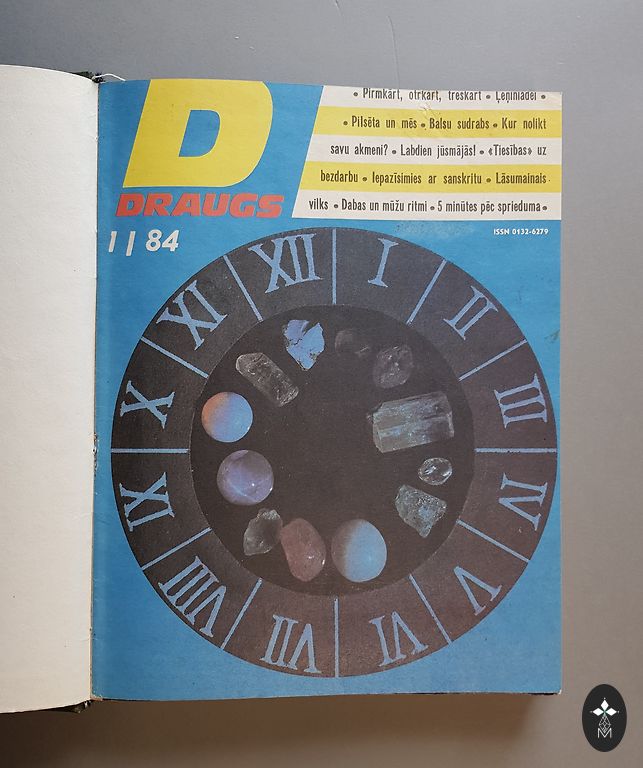 D
DRAUGS
1 | 84
• Pirmkārt, otrkārt, treškārt • Ļeņinlādei •
• Pilsēta un mēs • Balsu sudrabs • Kur nolikt
savu akmeni? • Labdien jūsmājās! • «Tiesības» uz
bezdarbu • Iepazīsimies ar sanskritu • Lāsumainais
vilks • Dabas un mūžu ritmi • 5 minūtes pēc sprieduma •
ISSN 0132-6279
XII
I
II
III
IV
V
VI
VII
VIII
IX
X
XI
M